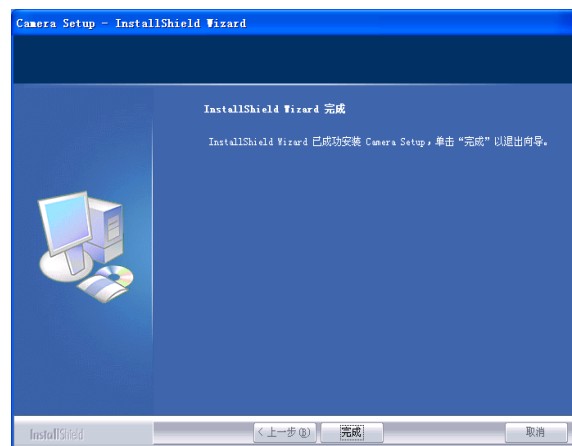 Camera Setup - InstallShield Wizard
InstallShield Wizard 完成
InstallShield Wizard 已成功安装 Camera Setup，单击“完成”以退出向导。
InstallShield
<上一步(B)
完成
取消